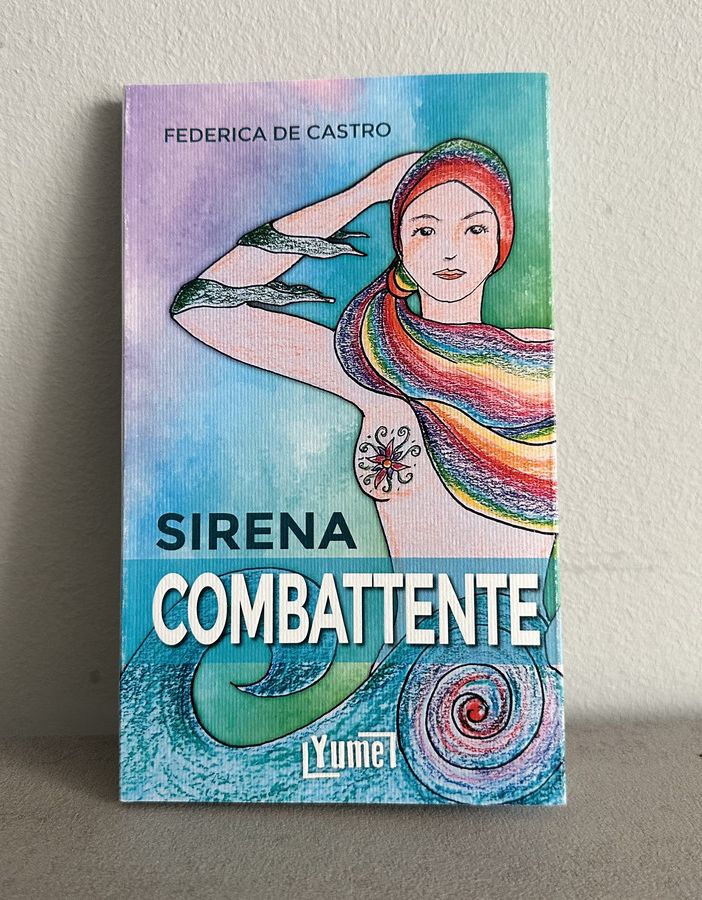 FEDERICA DE CASTRO
SIRENA
COMBATTENTE
Yume